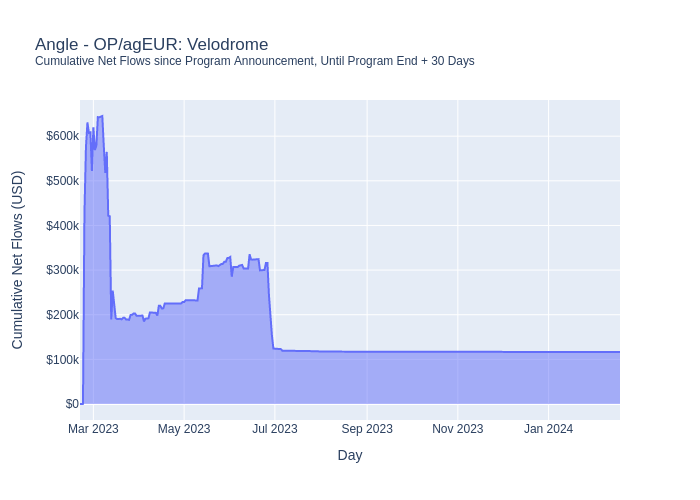 Angle - OP/agEUR: Velodrome
Cumulative Net Flows since Program Announcement, Until Program End + 30 Days
Cumulative Net Flows (USD)
$600k
$500k
$400k
$300k
$200k
$100k
$0
Mar 2023
May 2023
Jul 2023
Sep 2023
Nov 2023
Jan 2024
Day